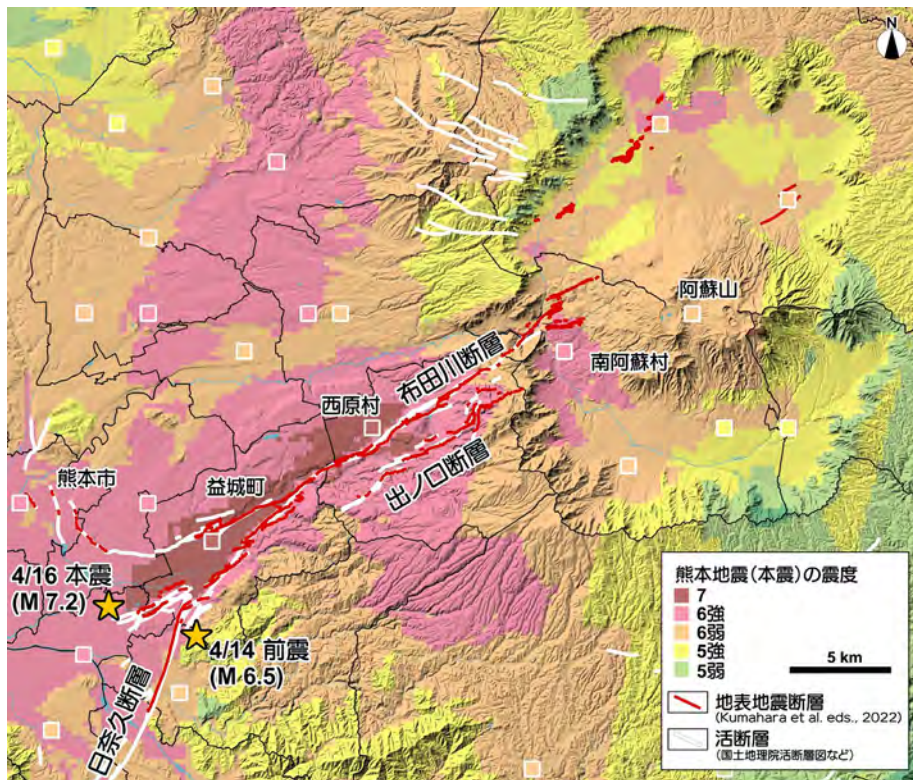 N
阿蘇山
布田川断層
南阿蘇村
西原村
出ノ口断層
熊本市
益城町
4/16 本震
(M 7.2)
4/14 前震
(M 6.5)
日奈久断層
熊本地震(本震)の震度
7
6強
6弱
5強
5弱
5 km
地表地震断層
(Kumahara et al. eds., 2022)
活断層
(国土地理院活断層図など)